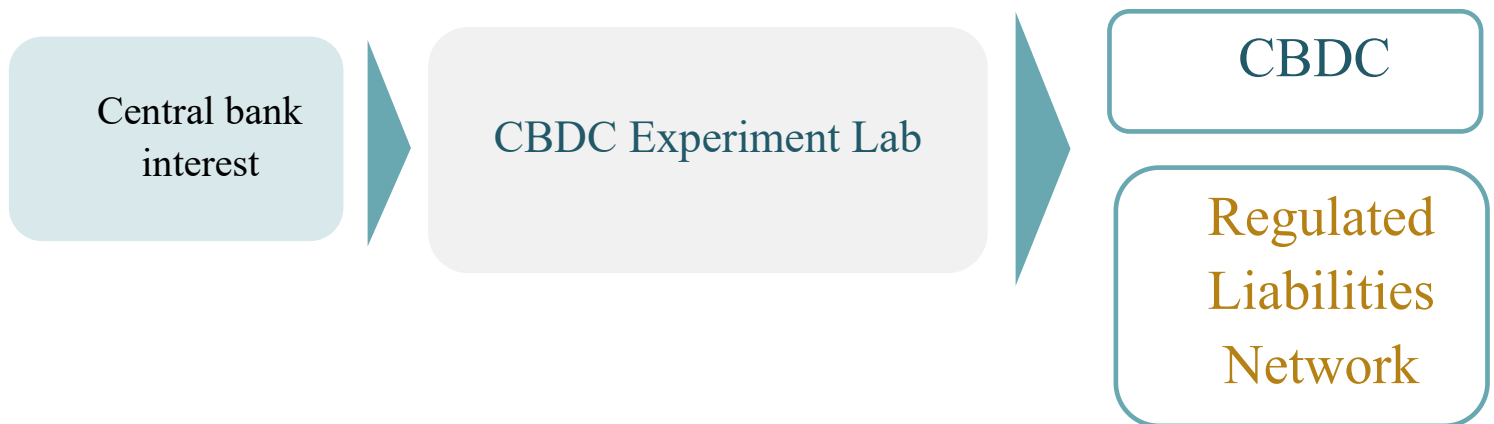 Central bank
interest
CBDC Experiment Lab
CBDC
Regulated
Liabilities
Network